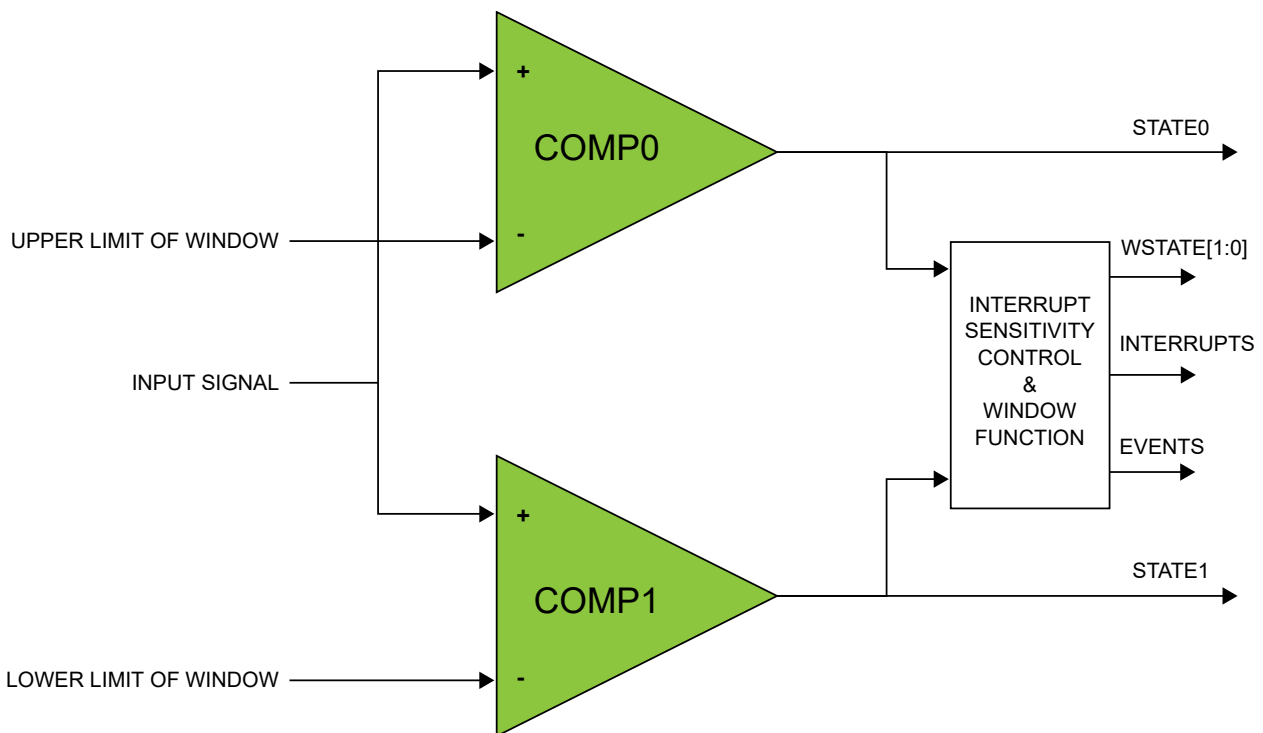 +
COMP0
-
STATE0
UPPER LIMIT OF WINDOW
WSTATE[1:0]
INTERRUPT
SENSITIVITY
CONTROL
&
WINDOW
FUNCTION
INTERRUPTS
EVENTS
INPUT SIGNAL
+
COMP1
-
STATE1
LOWER LIMIT OF WINDOW